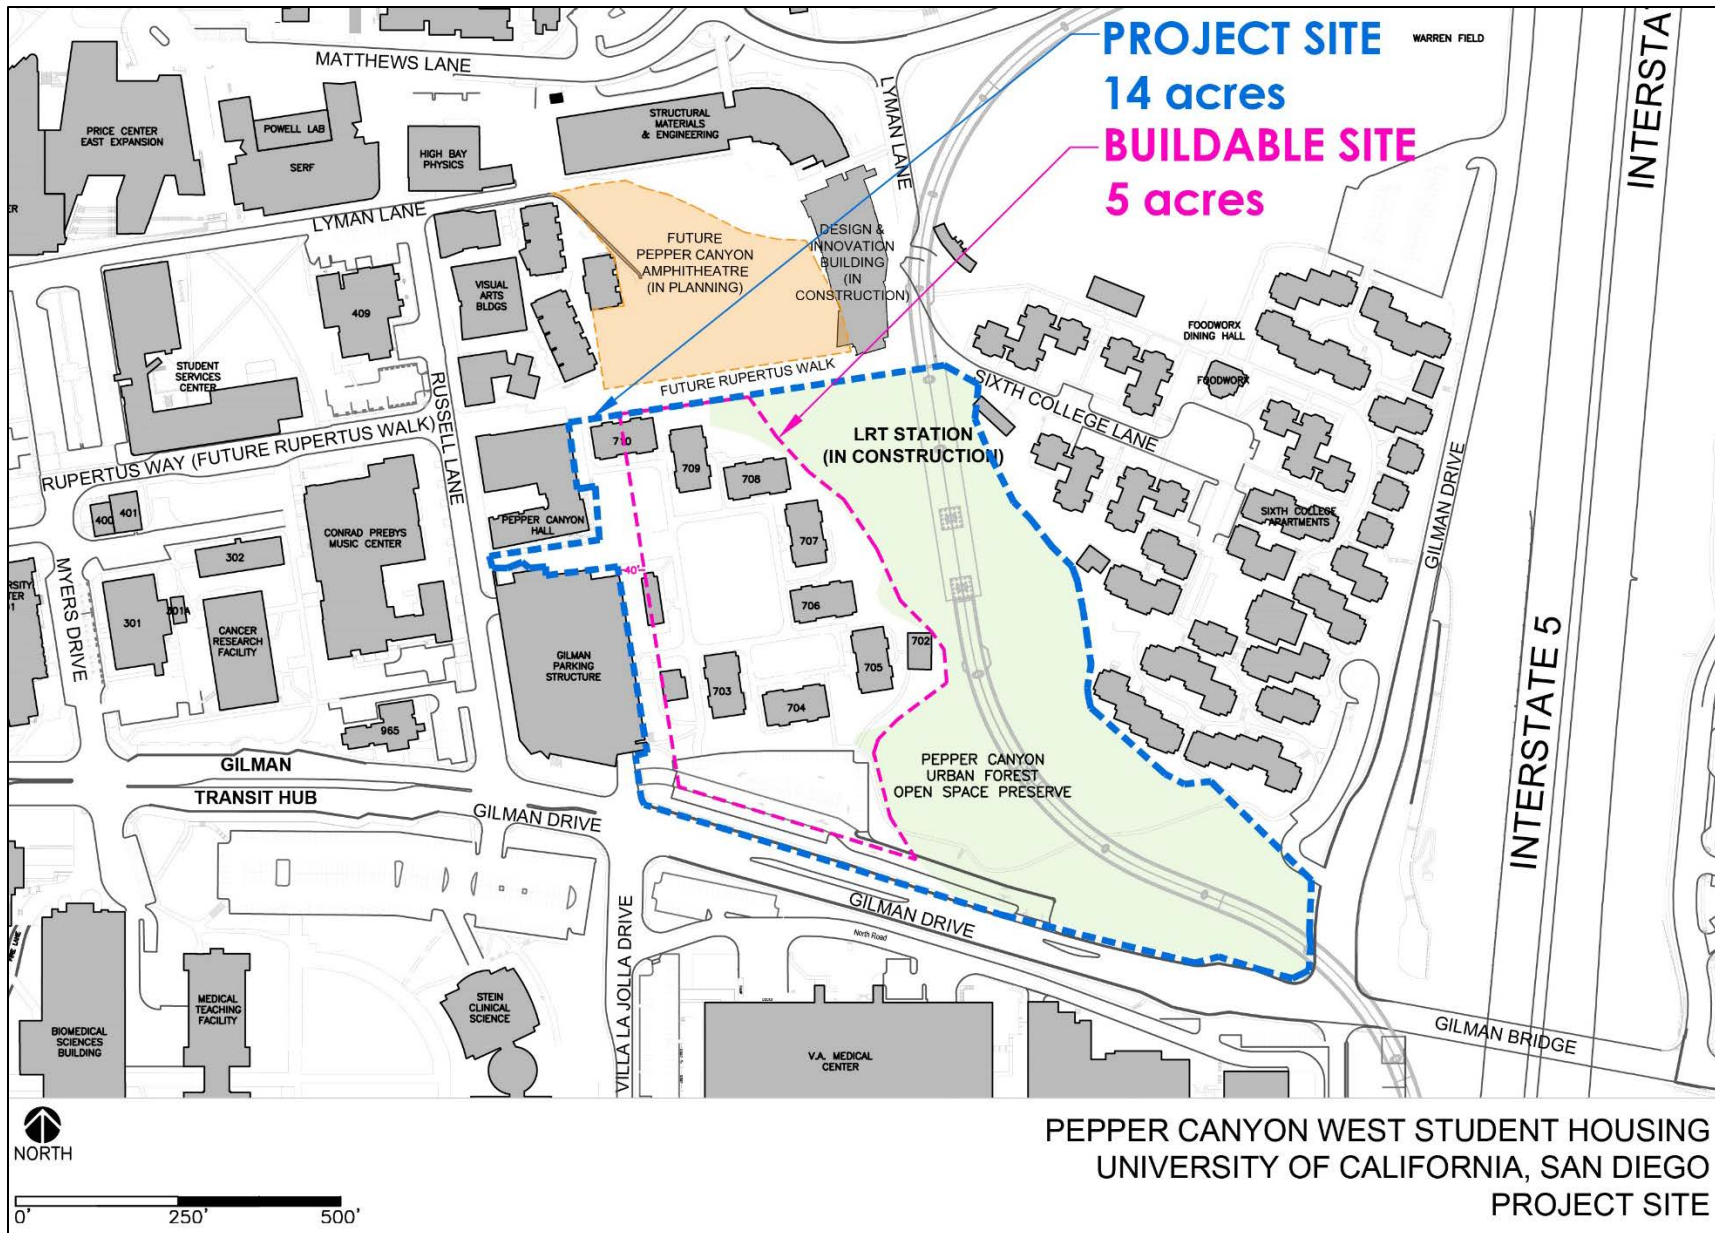 PROJECT SITE
14 acres
BUILDABLE SITE
5 acres
WARREN FIELD
INTERSTA
INTERSTA
MATTHEWS LANE
LYMAN LANE
PRICE CENTER
EAST EXPANSION
POWELL LAB
SERF
HIGH BAY
PHYSICS
STRUCTURAL
MATERIALS
& ENGINEERING
ER
LYMAN LANE
FUTURE
PEPPER CANYON
AMPHITHEATRE
(IN PLANNING)
DESIGN &
INNOVATION
BUILDING
(IN
CONSTRUCTION)
VISUAL
ARTS
BLDGS
409
STUDENT
SERVICES
CENTER
RUSSELL LANE
FUTURE RUPERTUS WALK
FOODWORX
DINING HALL
FOODWORX
SIXTH COLLEGE LANE
RUPERTUS WAY (FUTURE RUPERTUS WALK)
LRT STATION
(IN CONSTRUCTION)
710
709
708
707
706
705
702
703
704
400
401
302
301
301A
CONRAD PREBYS
MUSIC CENTER
PEPPER CANYON
HALL
40'
SIXTH COLLEGE
APARTMENTS
GILMAN DRIVE
MYERS DRIVE
CANCER
RESEARCH
FACILITY
GILMAN
PARKING
STRUCTURE
965
PEPPER CANYON
URBAN FOREST
OPEN SPACE PRESERVE
INTERSTATE 5
GILMAN
TRANSIT HUB
GILMAN DRIVE
GILMAN DRIVE
North Road
VILLA LA JOLLA DRIVE
BIOMEDICAL
SCIENCES
BUILDING
MEDICAL
TEACHING
FACILITY
STEIN
CLINICAL
SCIENCE
V.A. MEDICAL
CENTER
GILMAN BRIDGE
NORTH
0'
250'
500'
PEPPER CANYON WEST STUDENT HOUSING
UNIVERSITY OF CALIFORNIA, SAN DIEGO
PROJECT SITE